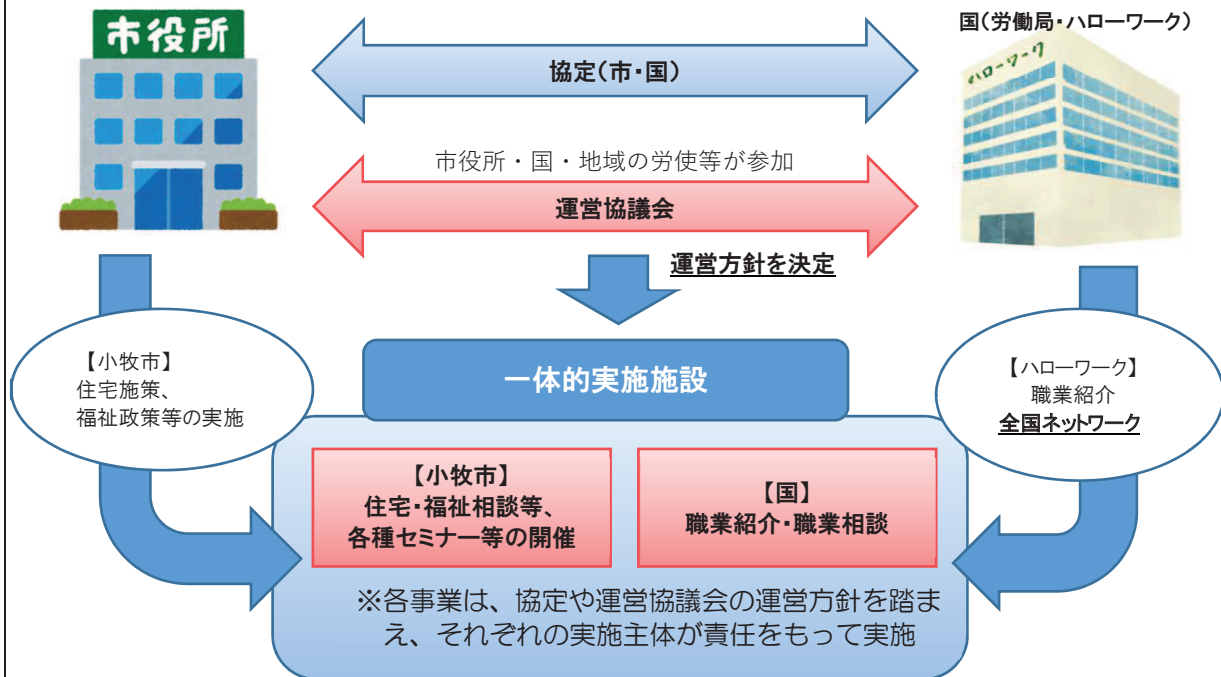 市役所
国(労働局・ハローワーク)
ハローワーク
協定(市・国)
市役所・国・地域の労使等が参加
運営協議会
運営方針を決定
【小牧市】
住宅施策、
福祉政策等の実施
一体的実施施設
【ハローワーク】
職業紹介
全国ネットワーク
【小牧市】
住宅・福祉相談等、
各種セミナー等の開催
【国】
職業紹介・職業相談
※各事業は、協定や運営協議会の運営方針を踏ま
え、それぞれの実施主体が責任をもって実施